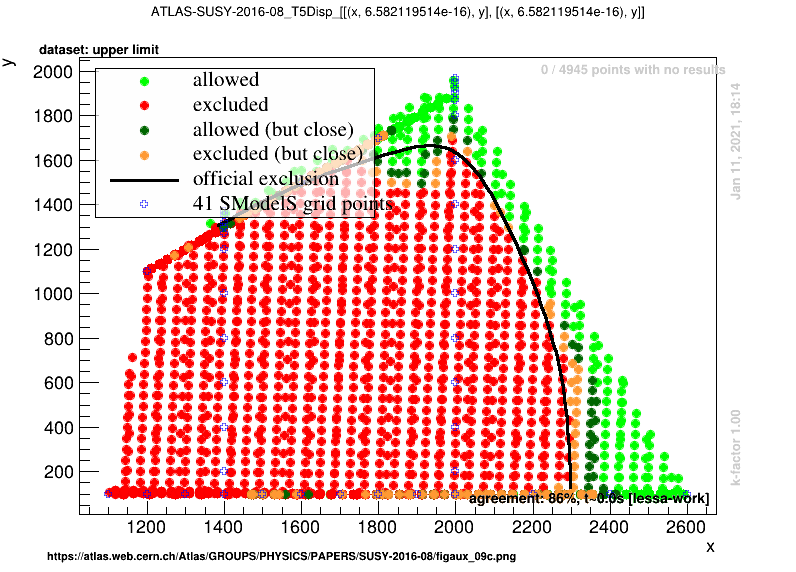 ATLAS-SUSY-2016-08_T5Disp_[[(x, 6.582119514e-16), y], [(x, 6.582119514e-16), y]]
dataset: upper limit
y
0 / 4945 points with no results
allowed
excluded
allowed (but close)
excluded (but close)
official exclusion
41 SModelS grid points
2000
1800
1600
1400
1200
1000
800
600
400
200
Jan 11, 2021, 18:14
k-factor 1.00
agreement: 86%, t~0.0s [lessa-work]
1200 1400 1600 1800 2000 2200 2400 2600
x
https://atlas.web.cern.ch/Atlas/GROUPS/PHYSICS/PAPERS/SUSY-2016-08/figaux_09c.png